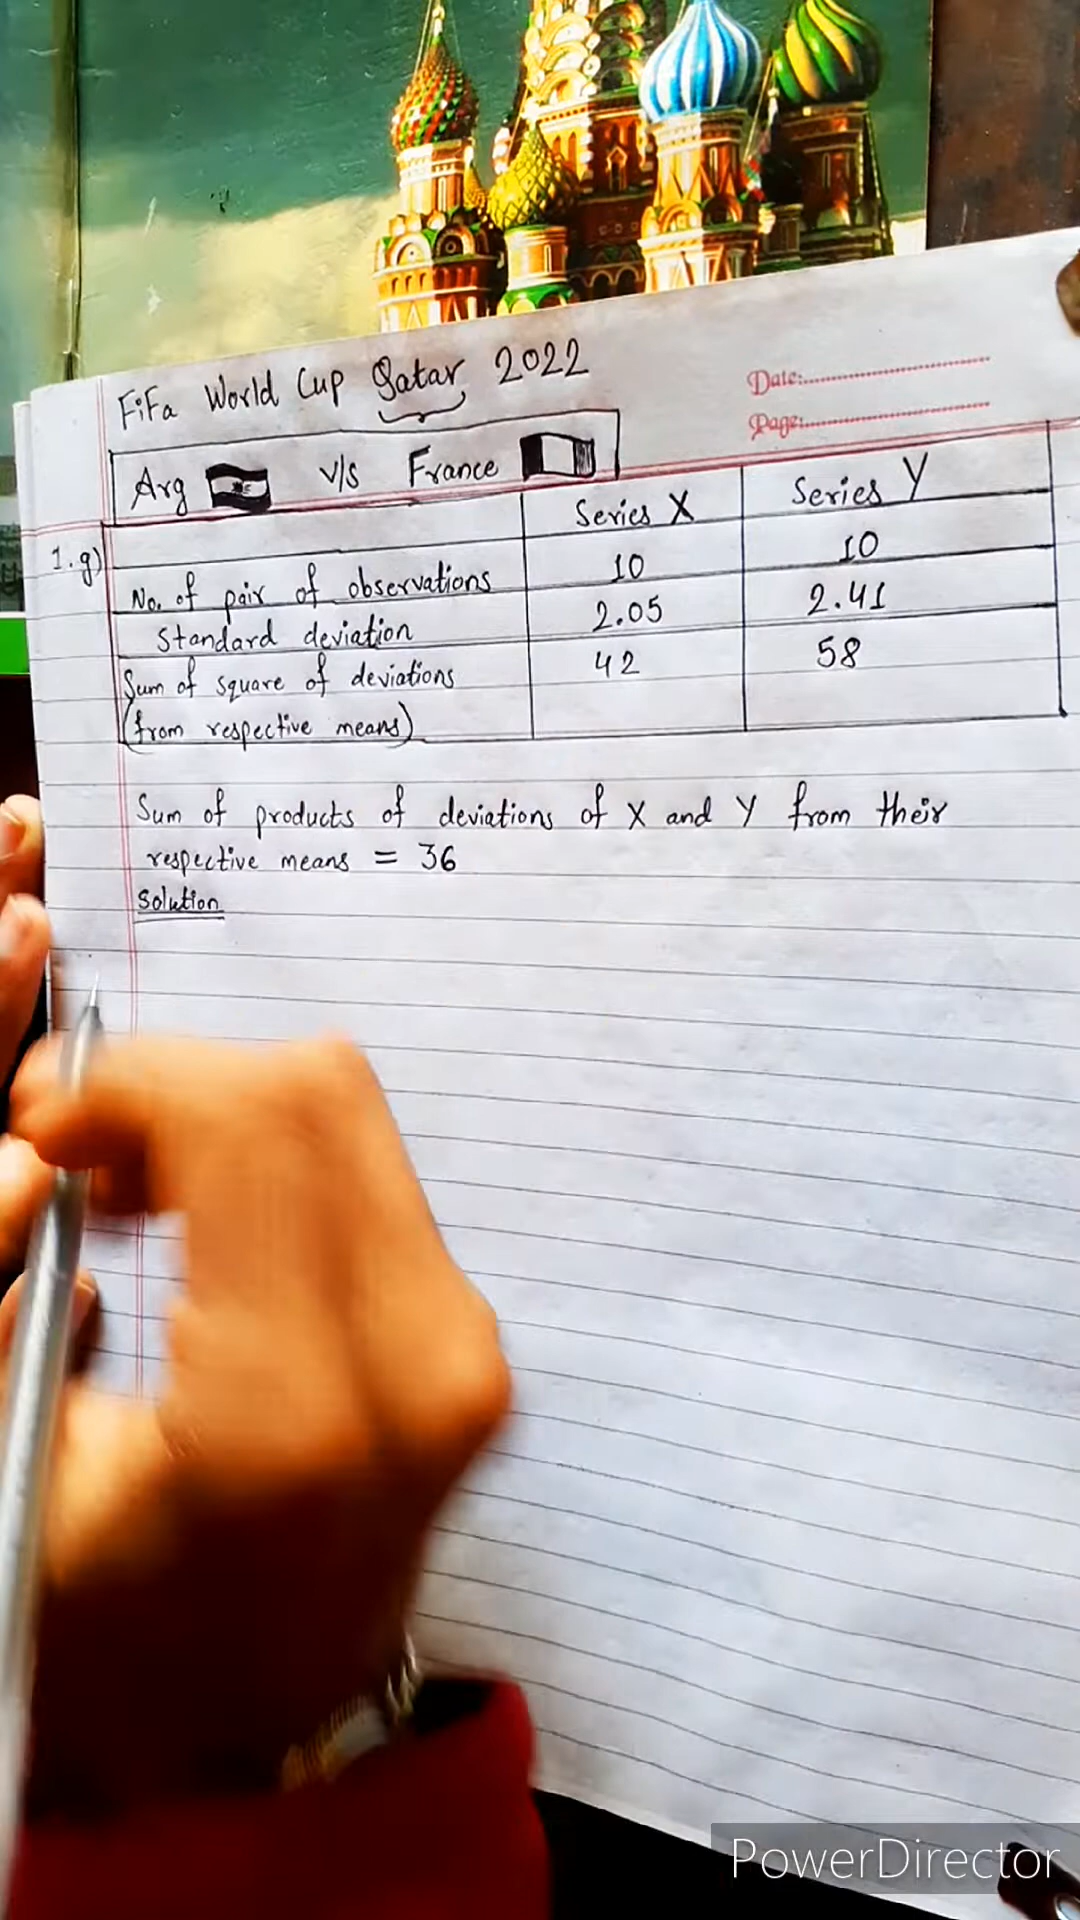 FiFa World Cup Qatar 2022
Date:
Page:
Arg V/S France
Series X Series Y
1.g)
No. of pair of observations 10 10
Standard deviation 2.05 2.41
Sum of square of deviations 42 58
(from respective means)
Sum of products of deviations of X and Y from their
respective means = 36
Solution
PowerDirector